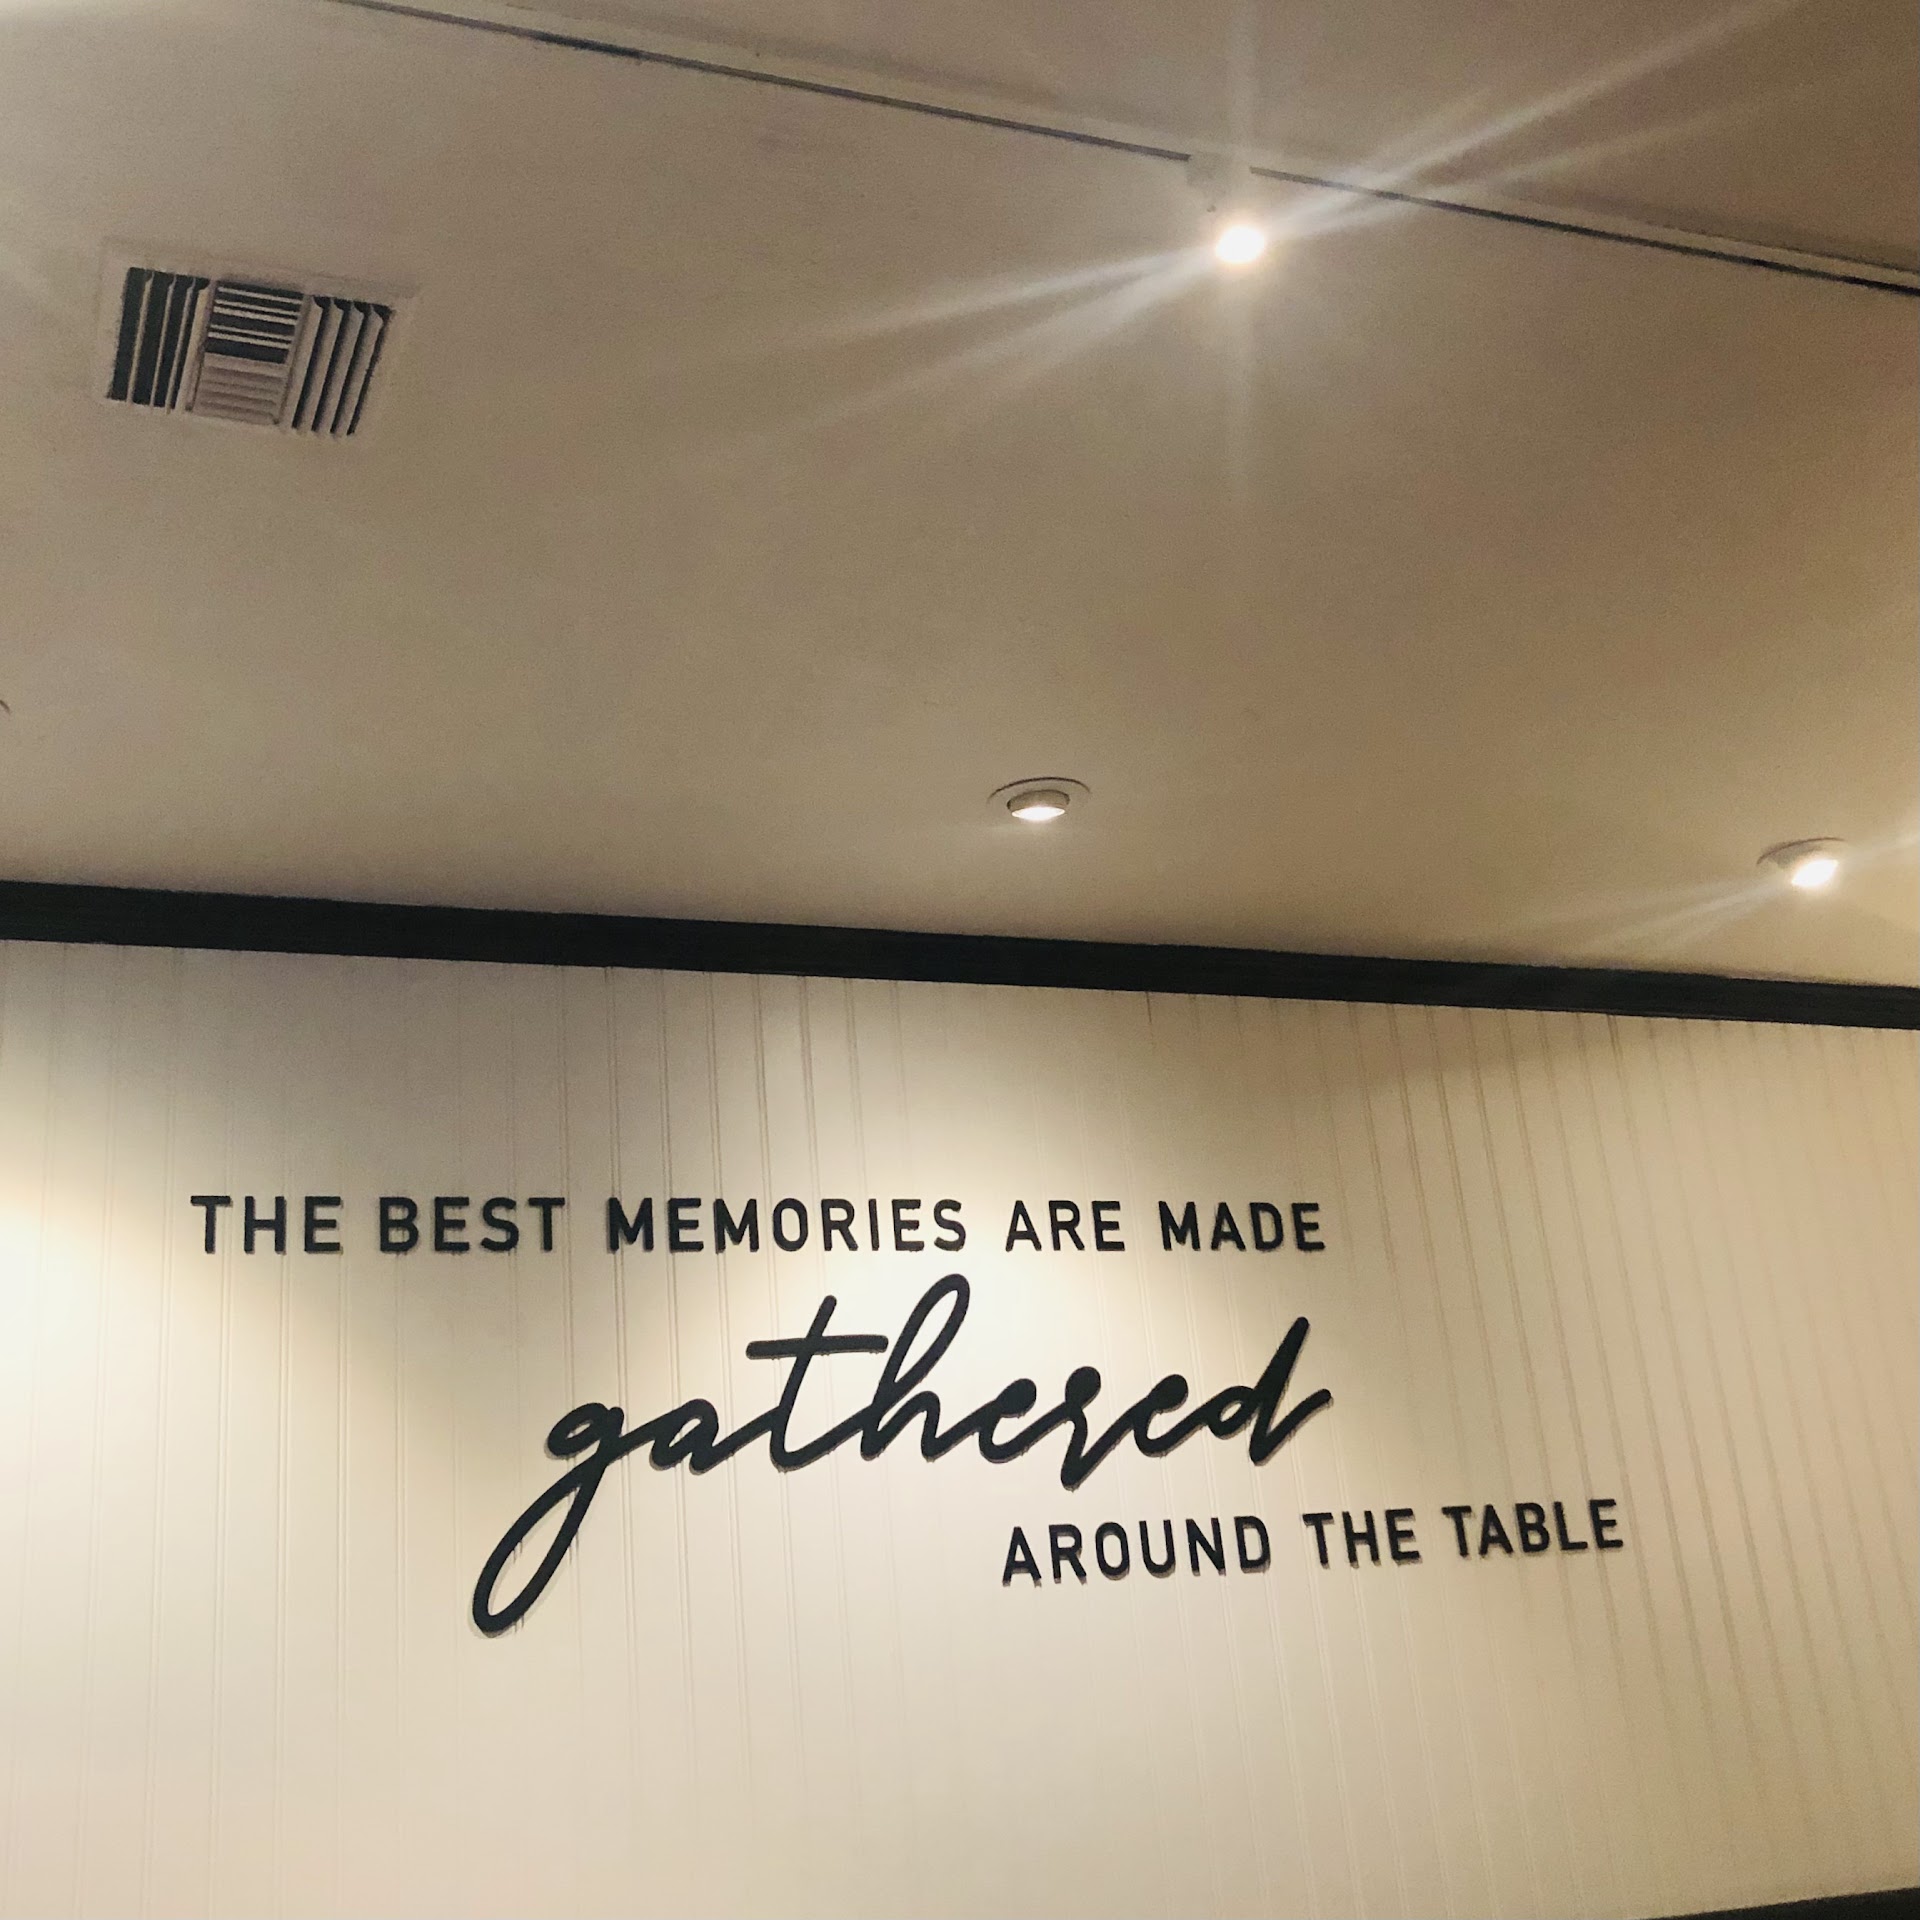 THE BEST MEMORIES ARE MADE
gathered
AROUND THE TABLE